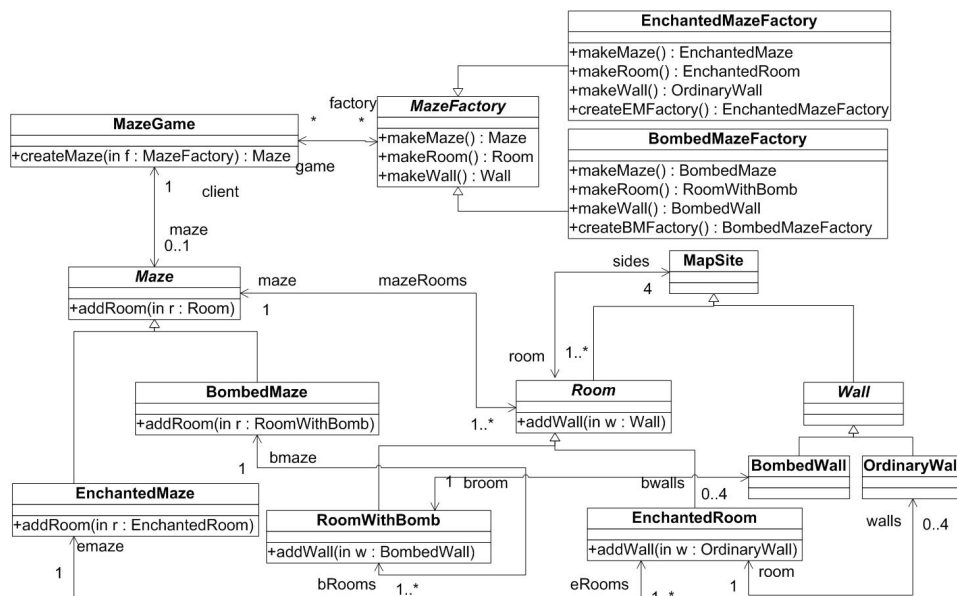 EnchantedMazeFactory
+makeMaze() : EnchantedMaze
+makeRoom() : EnchantedRoom
+makeWall() : OrdinaryWall
+createEMFactory() : EnchantedMazeFactory
factory
*
*
game
MazeFactory
+makeMaze() : Maze
+makeRoom() : Room
+makeWall() : Wall
MazeGame
+createMaze(in f : MazeFactory) : Maze
BombedMazeFactory
+makeMaze() : BombedMaze
+makeRoom() : RoomWithBomb
+makeWall() : BombedWall
+createBMFactory() : BombedMazeFactory
1
client
maze
0..1
Maze
+addRoom(in r : Room)
maze
1
mazeRooms
sides
4
MapSite
room
1..*
BombedMaze
+addRoom(in r : RoomWithBomb)
Room
+addWall(in w : Wall)
1..*
Wall
1
bmaze
1
broom
bwalls
0..4
BombedWall
OrdinaryWall
EnchantedMaze
+addRoom(in r : EnchantedRoom)
emaze
1
RoomWithBomb
+addWall(in w : BombedWall)
bRooms
1..*
EnchantedRoom
+addWall(in w : OrdinaryWall)
walls
0..4
eRooms
1..*
1
room